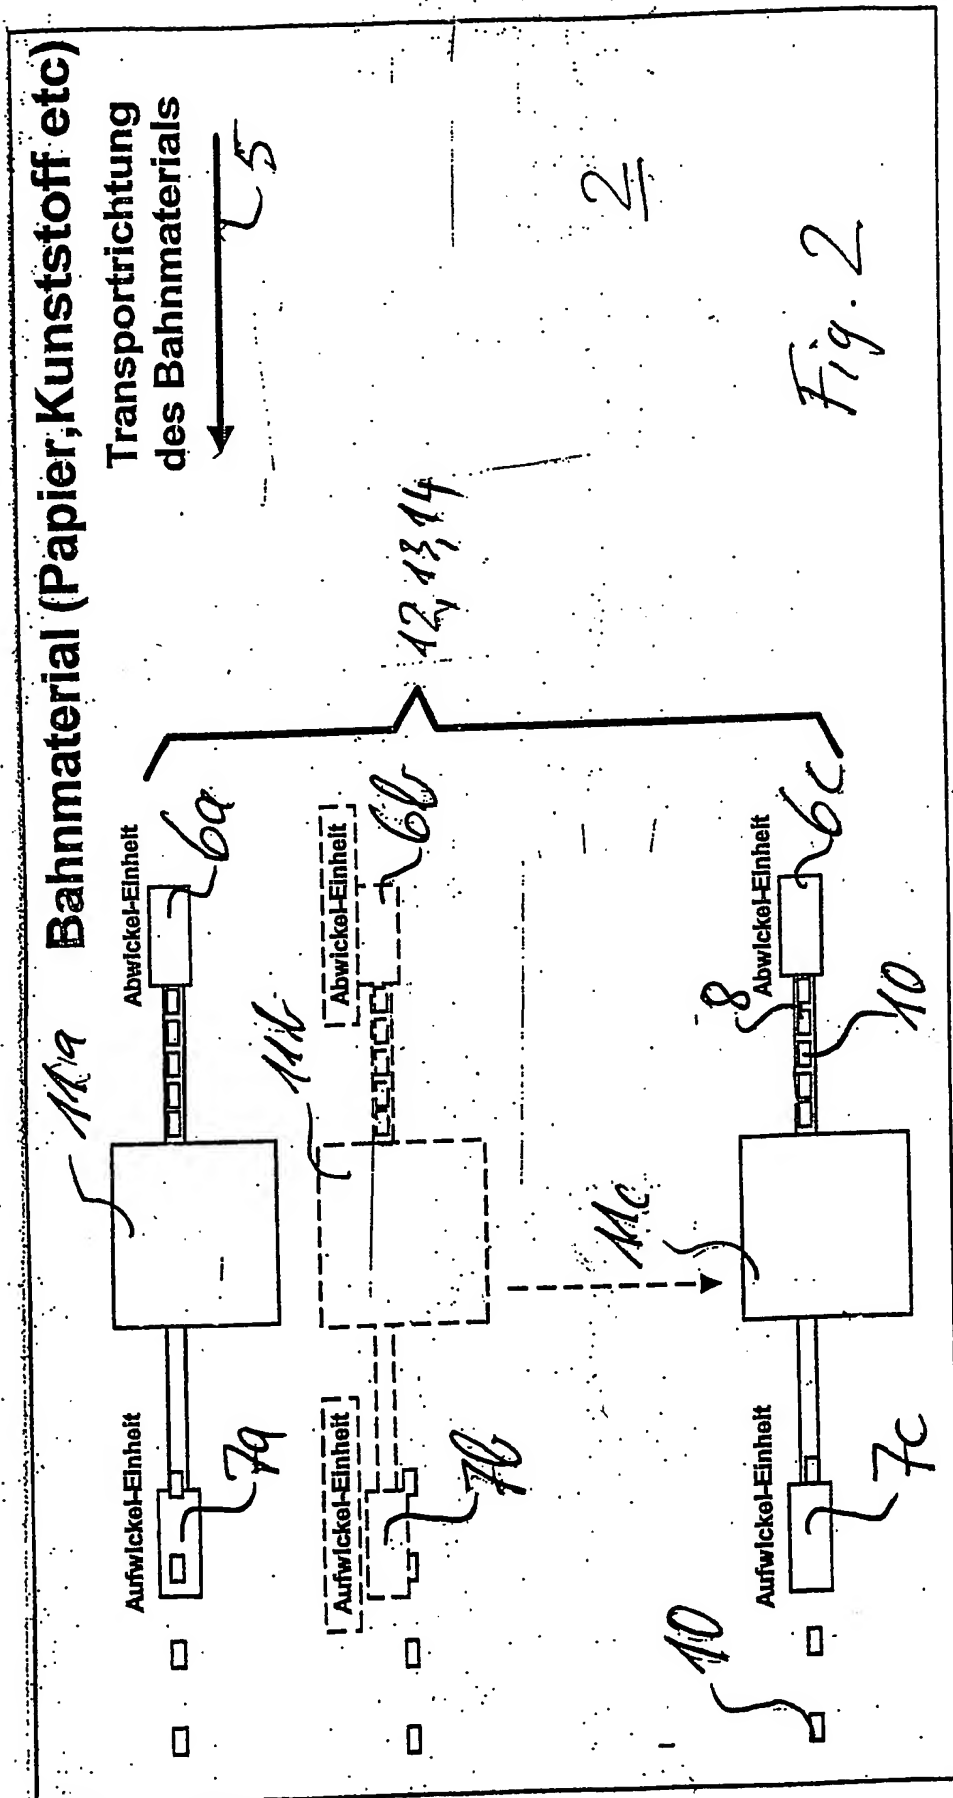 Bahnmaterial (Papier,Kunststoff etc)
Transportrichtung
des Bahnmaterials
5
2
Fig. 2
12, 13, 14
11a
Abwickel-Einheit
6a
Aufwickel-Einheit
7a
11b
Abwickel-Einheit
6b
Aufwickel-Einheit
7b
11c
8
Abwickel-Einheit
6c
10
Aufwickel-Einheit
7c
10